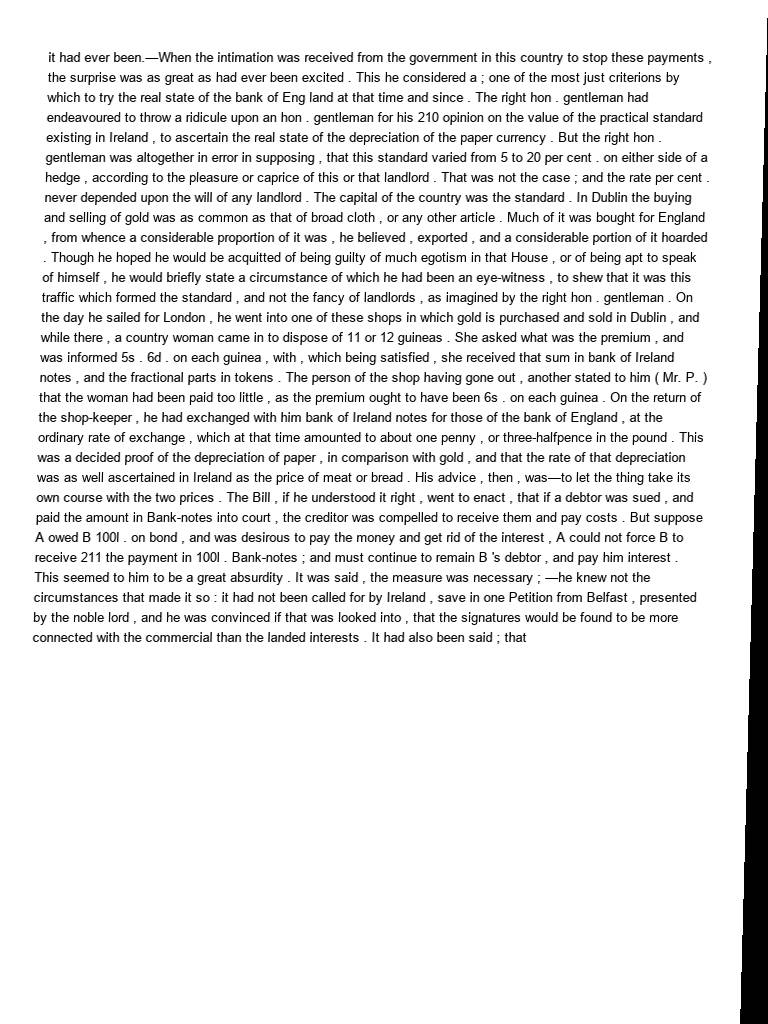 it had ever been.—When the intimation was received from the government in this country to stop these payments ,
the surprise was as great as had ever been excited . This he considered a ; one of the most just criterions by
which to try the real state of the bank of Eng land at that time and since . The right hon . gentleman had
endeavoured to throw a ridicule upon an hon . gentleman for his 210 opinion on the value of the practical standard
existing in Ireland , to ascertain the real state of the depreciation of the paper currency . But the right hon .
gentleman was altogether in error in supposing , that this standard varied from 5 to 20 per cent . on either side of a
hedge , according to the pleasure or caprice of this or that landlord . That was not the case ; and the rate per cent .
never depended upon the will of any landlord . The capital of the country was the standard . In Dublin the buying
and selling of gold was as common as that of broad cloth , or any other article . Much of it was bought for England
, from whence a considerable proportion of it was , he believed , exported , and a considerable portion of it hoarded
. Though he hoped he would be acquitted of being guilty of much egotism in that House , or of being apt to speak
of himself , he would briefly state a circumstance of which he had been an eye-witness , to shew that it was this
traffic which formed the standard , and not the fancy of landlords , as imagined by the right hon . gentleman . On
the day he sailed for London , he went into one of these shops in which gold is purchased and sold in Dublin , and
while there , a country woman came in to dispose of 11 or 12 guineas . She asked what was the premium , and
was informed 5s . 6d . on each guinea , with , which being satisfied , she received that sum in bank of Ireland
notes , and the fractional parts in tokens . The person of the shop having gone out , another stated to him ( Mr. P. )
that the woman had been paid too little , as the premium ought to have been 6s . on each guinea . On the return of
the shop-keeper , he had exchanged with him bank of Ireland notes for those of the bank of England , at the
ordinary rate of exchange , which at that time amounted to about one penny , or three-halfpence in the pound . This
was a decided proof of the depreciation of paper , in comparison with gold , and that the rate of that depreciation
was as well ascertained in Ireland as the price of meat or bread . His advice , then , was—to let the thing take its
own course with the two prices . The Bill , if he understood it right , went to enact , that if a debtor was sued , and
paid the amount in Bank-notes into court , the creditor was compelled to receive them and pay costs . But suppose
A owed B 100l . on bond , and was desirous to pay the money and get rid of the interest , A could not force B to
receive 211 the payment in 100l . Bank-notes ; and must continue to remain B 's debtor , and pay him interest .
This seemed to him to be a great absurdity . It was said , the measure was necessary ; —he knew not the
circumstances that made it so : it had not been called for by Ireland , save in one Petition from Belfast , presented
by the noble lord , and he was convinced if that was looked into , that the signatures would be found to be more
connected with the commercial than the landed interests . It had also been said ; that